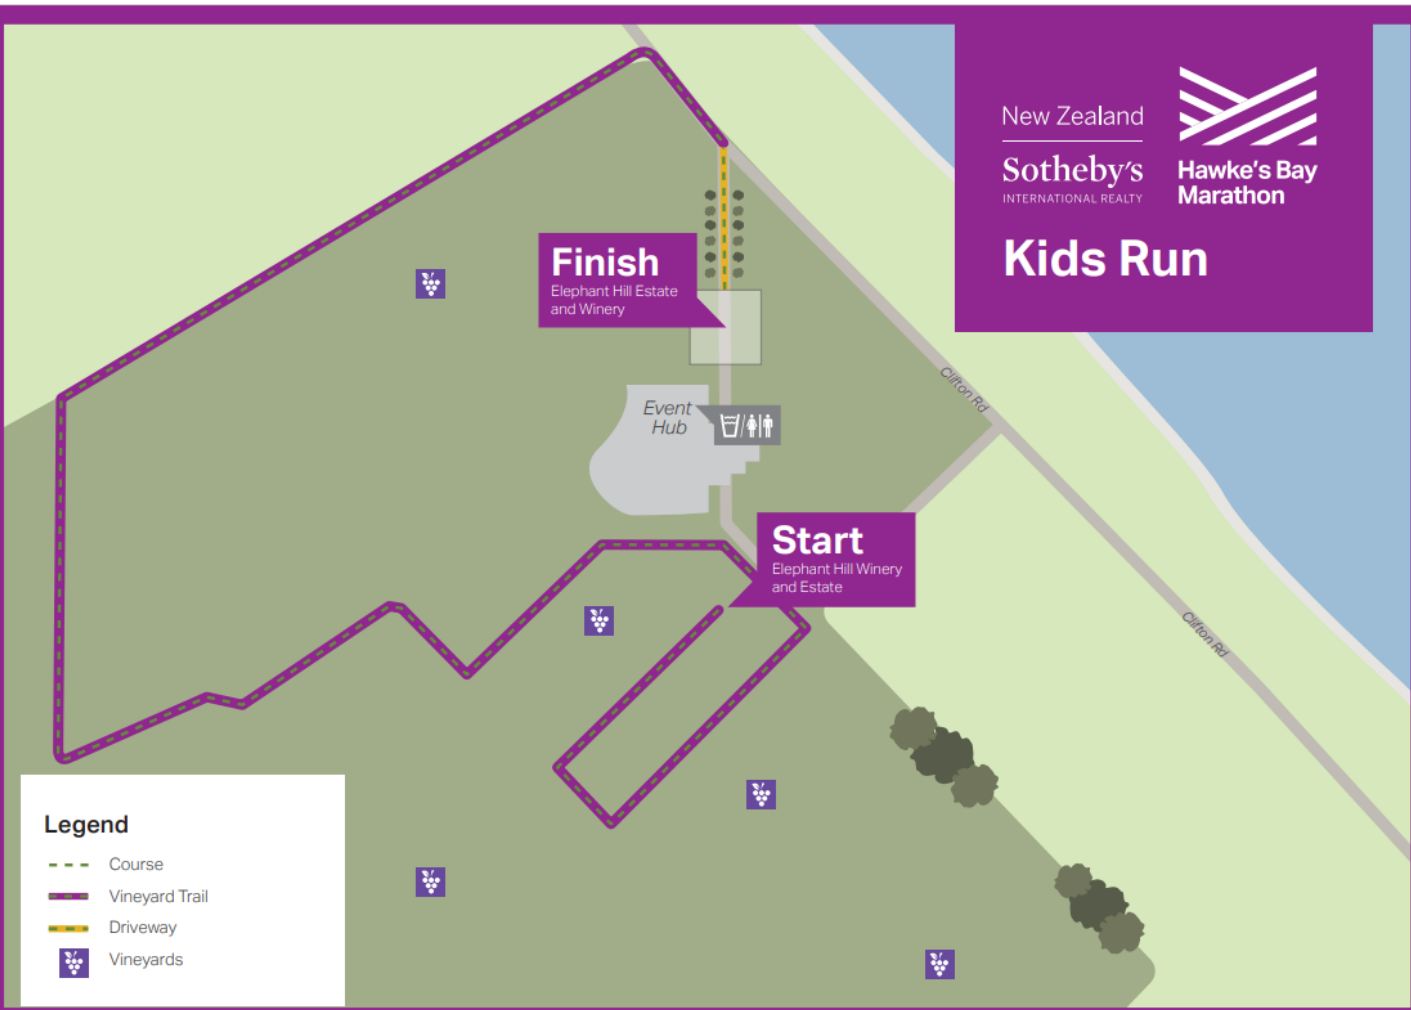 New Zealand
Sotheby's
INTERNATIONAL REALTY
Hawke's Bay
Marathon
Kids Run
Finish
Elephant Hill Estate
and Winery
Clifton Rd
Event
Hub
Start
Elephant Hill Winery
and Estate
Clifton Rd
Legend
Course
Vineyard Trail
Driveway
Vineyards